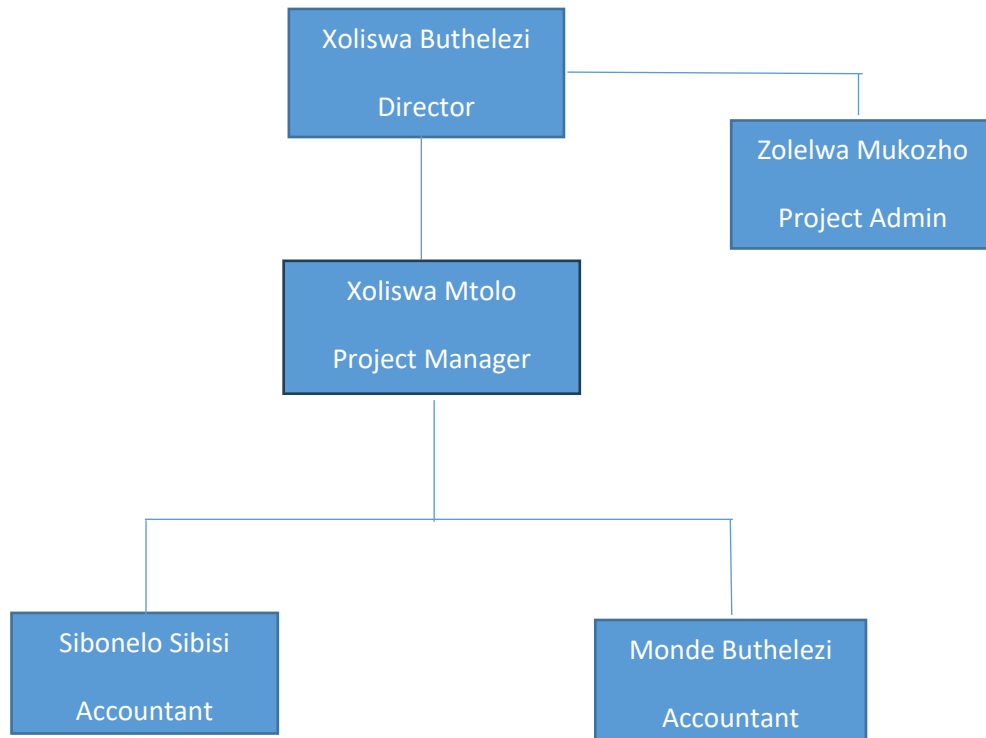 Xoliswa Buthelezi
Director
Zolelwa Mukozho
Project Admin
Xoliswa Mtolo
Project Manager
Sibonelo Sibisi
Accountant
Monde Buthelezi
Accountant